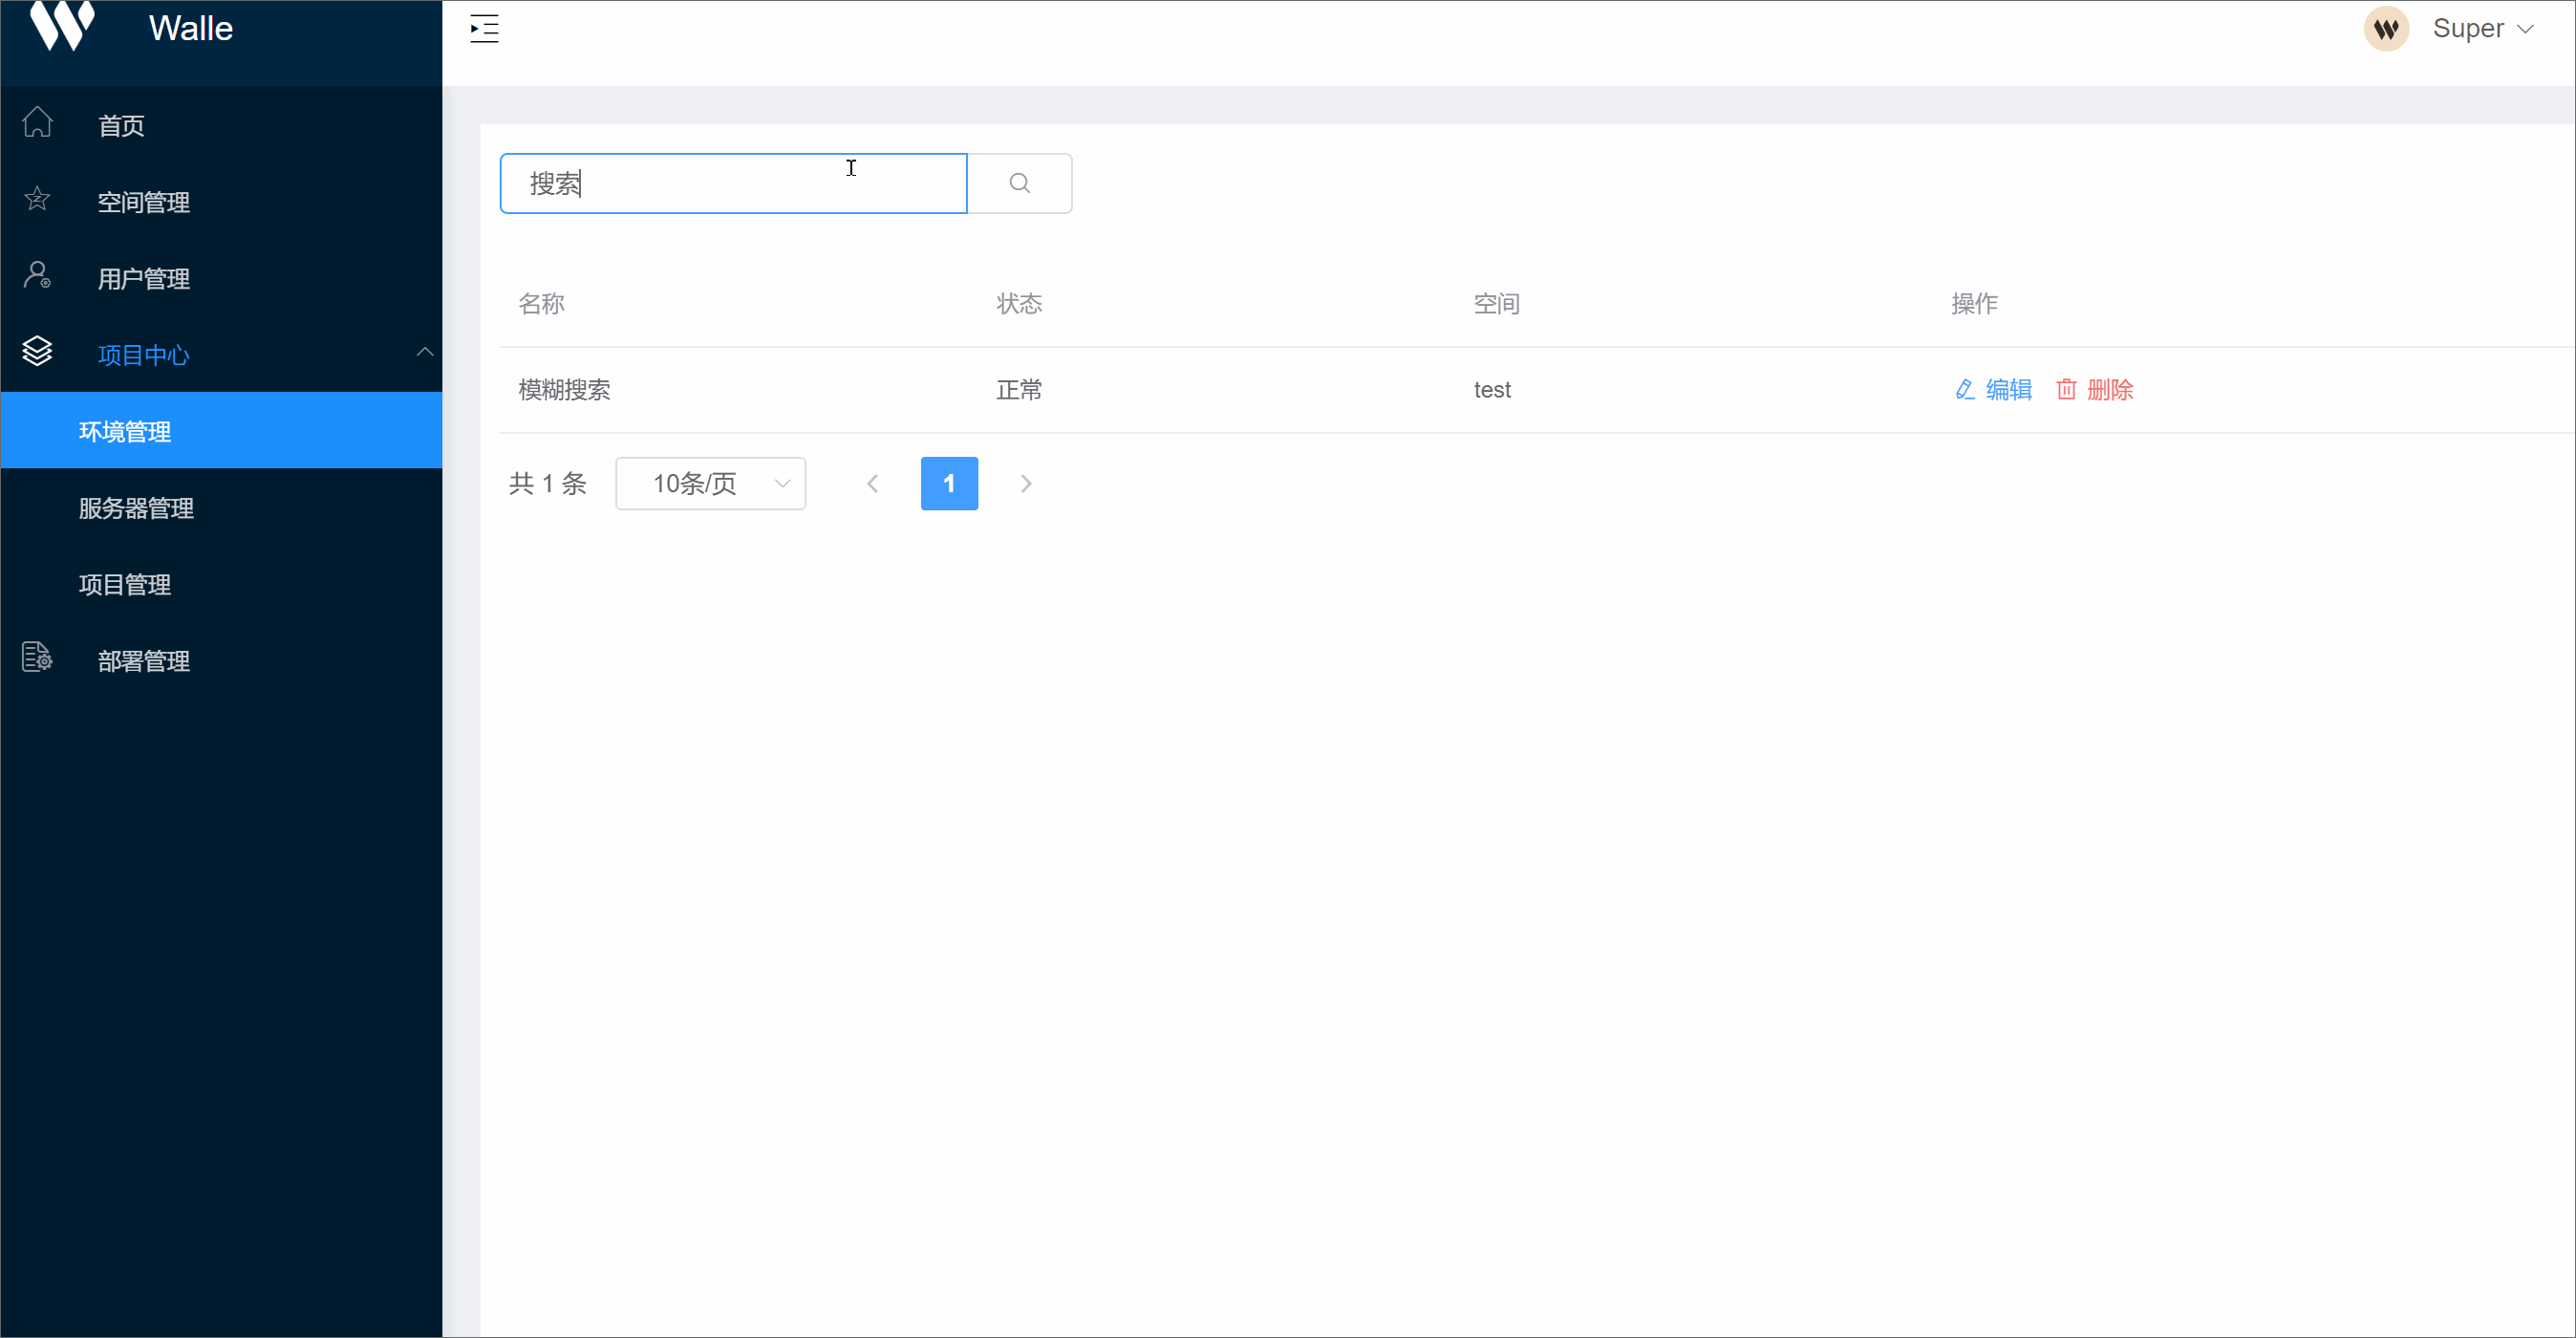 Walle
Super
首页
空间管理
用户管理
项目中心
环境管理
服务器管理
项目管理
部署管理
搜索
名称 状态 空间 操作
模糊搜索 正常 test 编辑 删除
共 1 条 10条/页 1